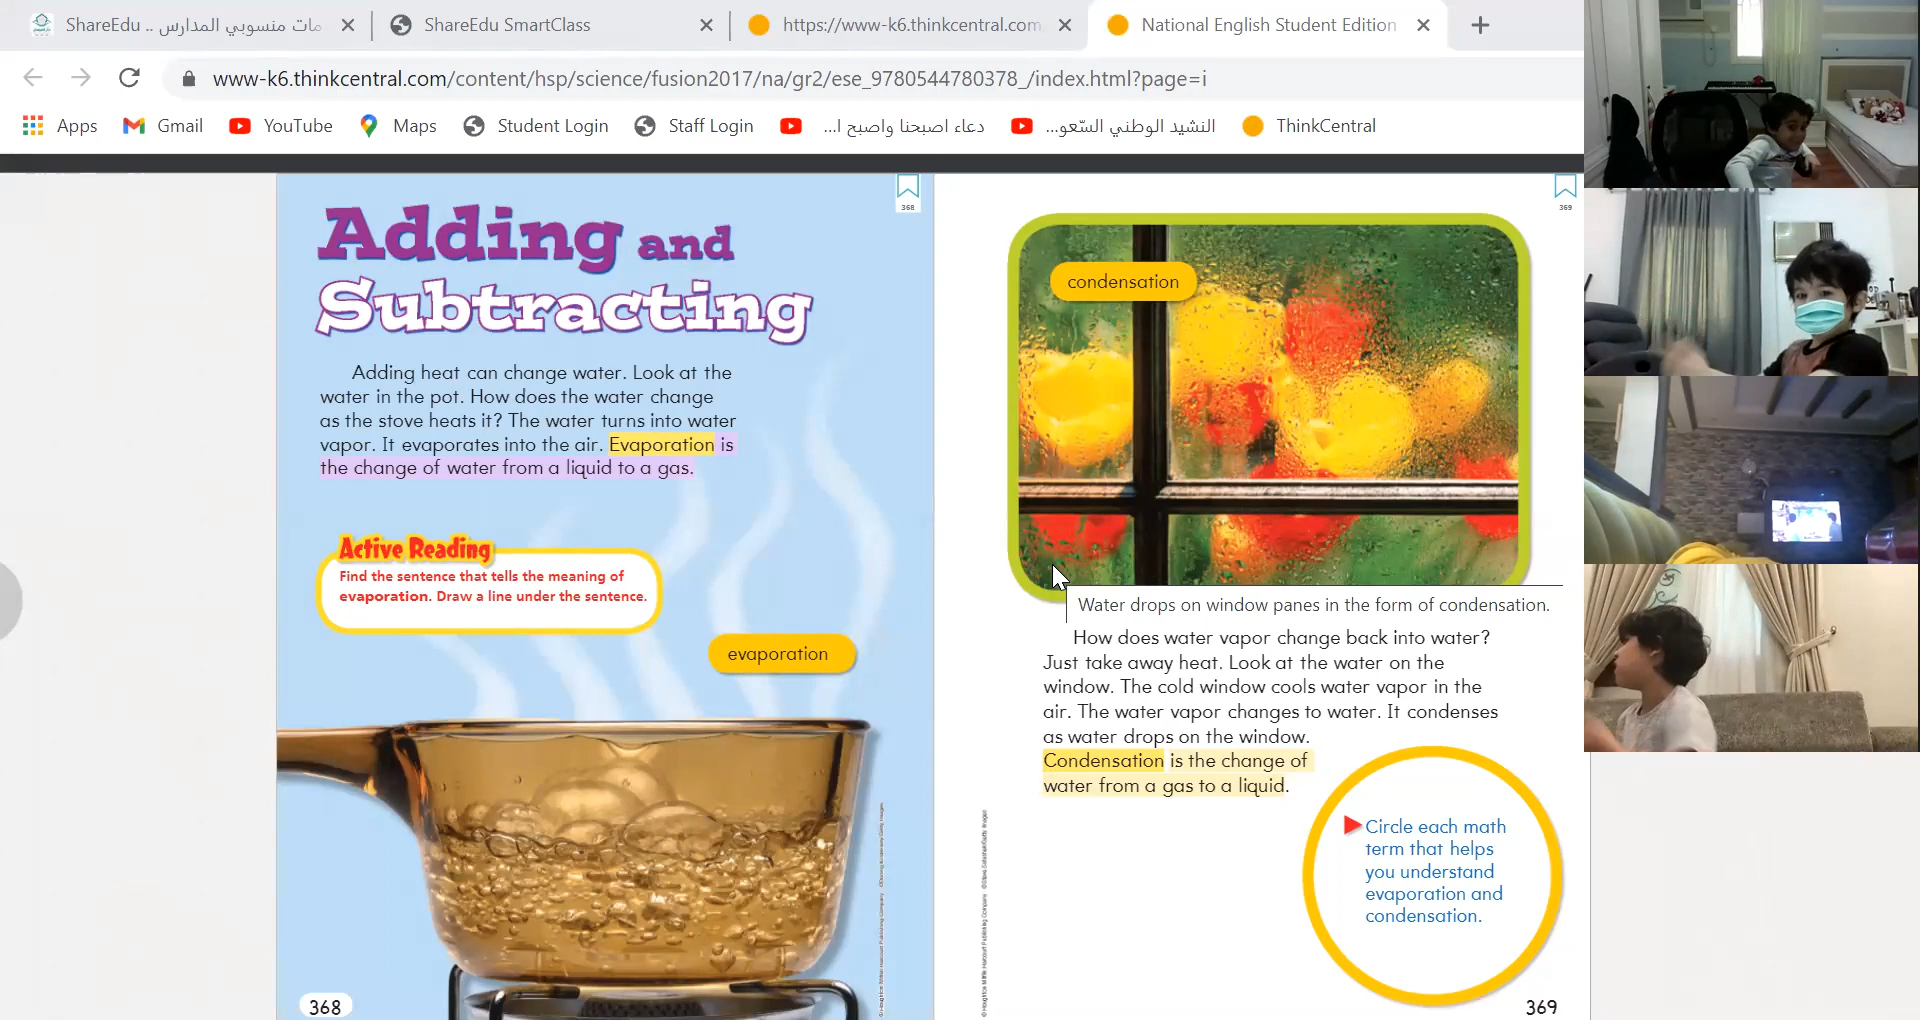 ShareEdu .. مات منسوبي المدارس
ShareEdu SmartClass
https://www-k6.thinkcentral.com
National English Student Edition
www-k6.thinkcentral.com/content/hsp/science/fusion2017/na/gr2/ese_9780544780378_/index.html?page=i
Apps
Gmail
YouTube
Maps
Student Login
Staff Login
دعاء اصبحنا واصبح ا...
النشيد الوطني السّعو...
ThinkCentral
368
Adding and
Subtracting
Adding heat can change water. Look at the
water in the pot. How does the water change
as the stove heats it? The water turns into water
vapor. It evaporates into the air. Evaporation is
the change of water from a liquid to a gas.
Active Reading
Find the sentence that tells the meaning of
evaporation. Draw a line under the sentence.
evaporation
368
369
condensation
Water drops on window panes in the form of condensation.
How does water vapor change back into water?
Just take away heat. Look at the water on the
window. The cold window cools water vapor in the
air. The water vapor changes to water. It condenses
as water drops on the window.
Condensation is the change of
water from a gas to a liquid.
Circle each math
term that helps
you understand
evaporation and
condensation.
369